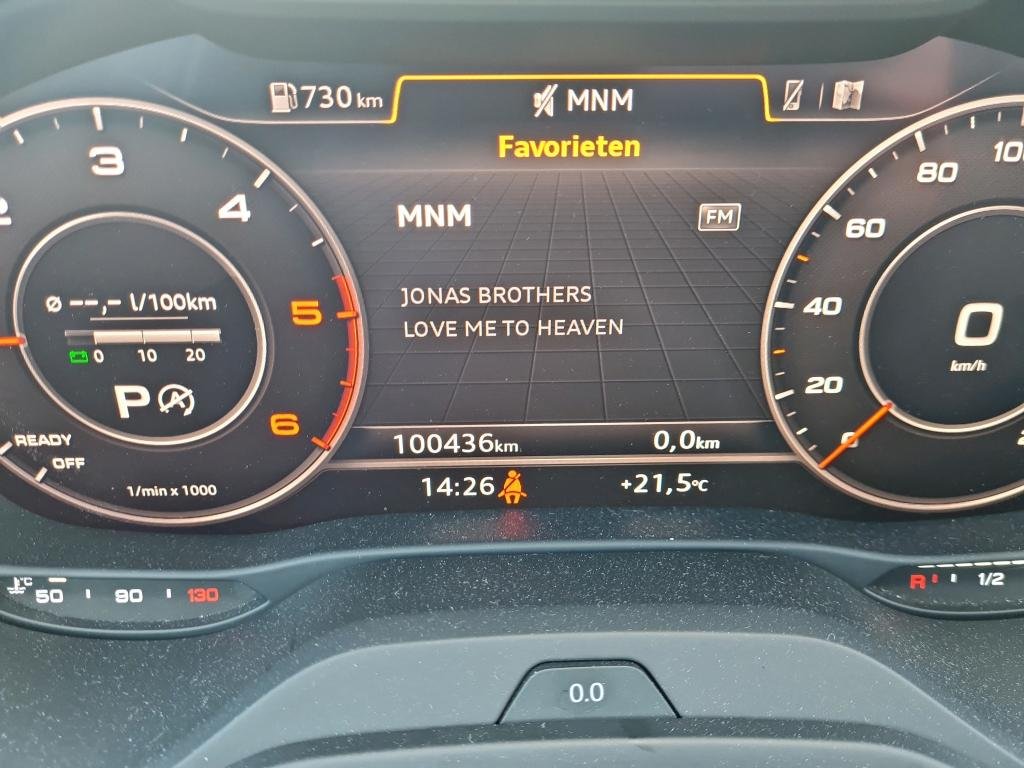 730 km
MNM
Favorieten
MNM
FM
JONAS BROTHERS
LOVE ME TO HEAVEN
100436km
0,0km
14:26
+21,5°C
3
4
5
6
Ø --,- l/100km
0 10 20
P A
READY
OFF
1/min x 1000
0
20
40
60
80
0
km/h
°C
50 90 130
R 1/2
0.0